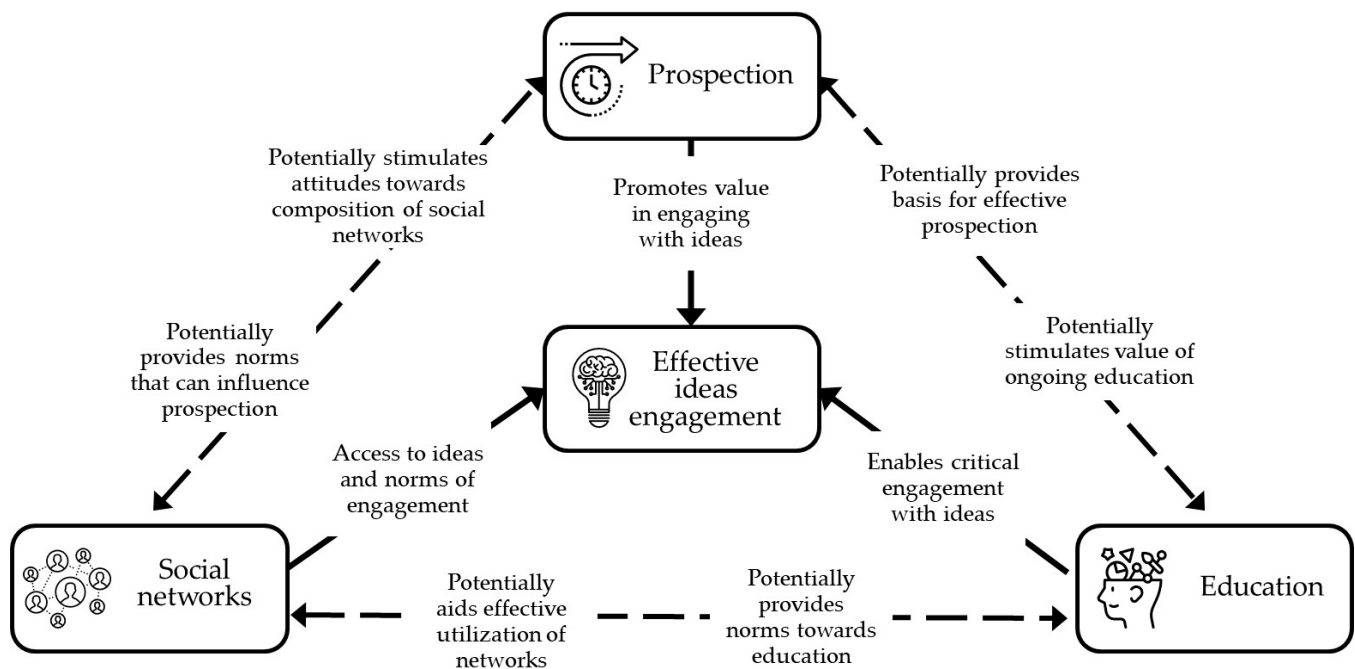 Prospection
Potentially stimulates
attitudes towards
composition of social
networks
Promotes value
in engaging
with ideas
Potentially provides
basis for effective
prospection
Potentially
provides norms
that can influence
prospection
Effective
ideas
engagement
Potentially
stimulates value of
ongoing education
Access to ideas
and norms of
engagement
Enables critical
engagement
with ideas
Social
networks
Potentially
aids effective
utilization of
networks
Potentially
provides
norms towards
education
Education